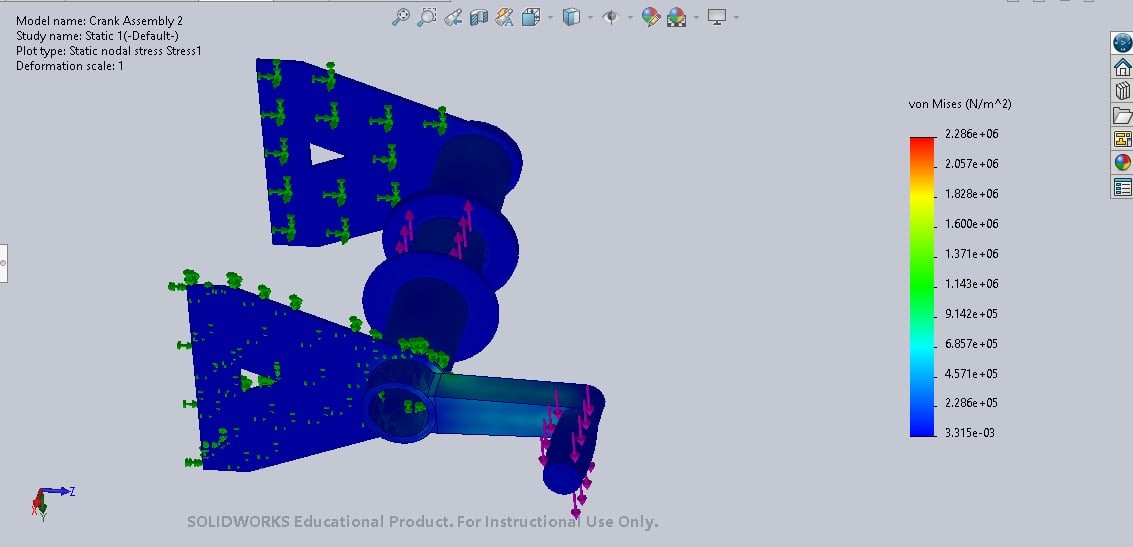 Model name: Crank Assembly 2
Study name: Static 1(-Default-)
Plot type: Static nodal stress Stress1
Deformation scale: 1
von Mises (N/m^2)
2.286e+06
2.057e+06
1.828e+06
1.600e+06
1.371e+06
1.143e+06
9.142e+05
6.857e+05
4.571e+05
2.286e+05
3.315e-03
Z
X
Y
SOLIDWORKS Educational Product. For Instructional Use Only.